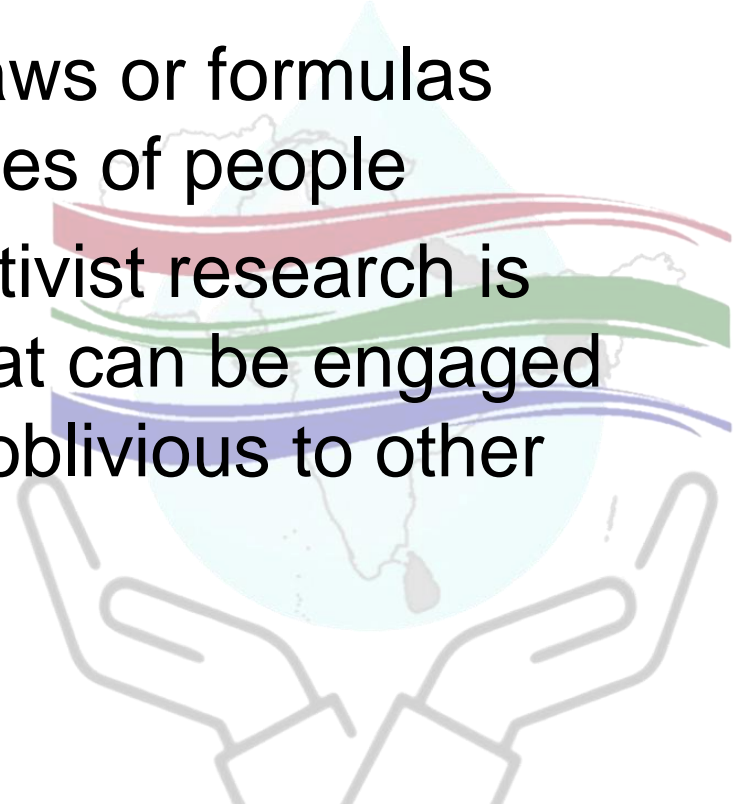 aws or formulas
es of people
tivist research is
at can be engaged
oblivious to other